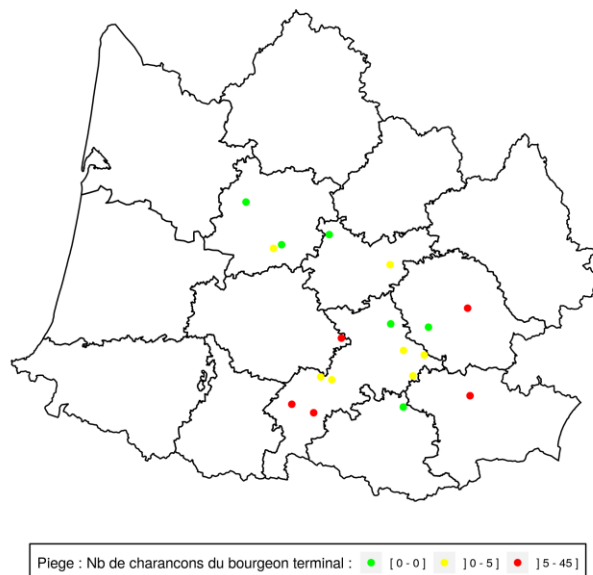 Piege : Nb de charancons du bourgeon terminal : [ 0 - 0 ] ] 0 - 5 ] ] 5 - 45 ]